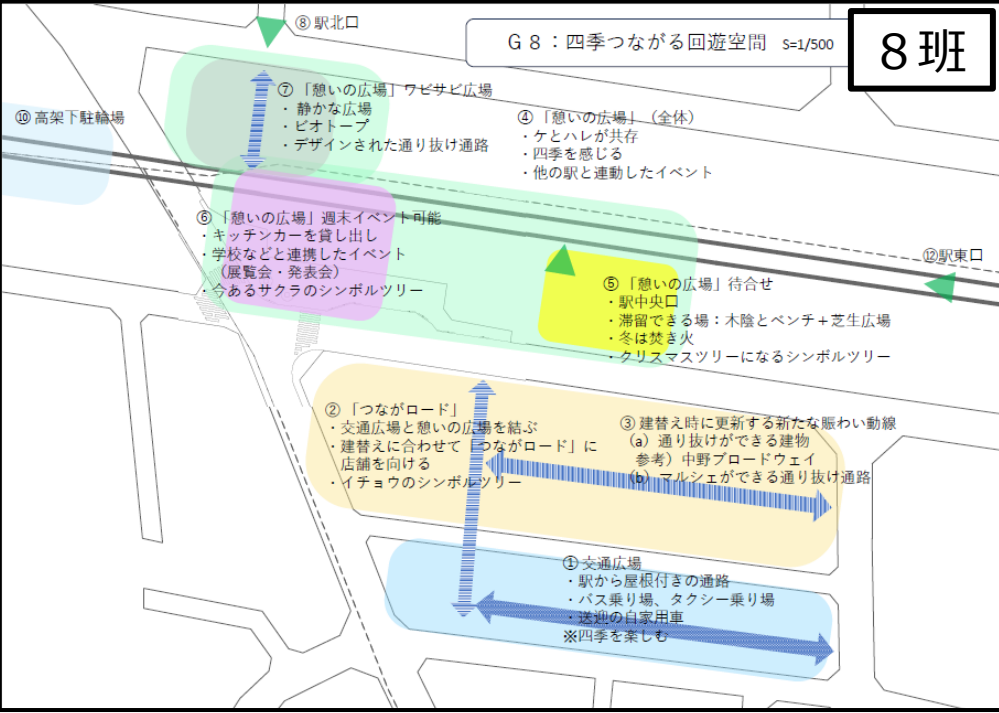 G8：四季つながる回遊空間 S=1/500
8班
⑧ 駅北口
⑦ 「憩いの広場」ワビサビ広場
・ 静かな広場
・ ビオトープ
・ デザインされた通り抜け通路
⑩ 高架下駐輪場
④ 「憩いの広場」（全体）
・ケとハレが共存
・四季を感じる
・他の駅と連動したイベント
⑥ 「憩いの広場」週末イベント可能
・キッチンカーを貸し出し
・学校などと連携したイベント
（展覧会・発表会）
・今あるサクラのシンボルツリー
⑫駅東口
⑤ 「憩いの広場」待合せ
・駅中央口
・滞留できる場：木陰とベンチ＋芝生広場
・冬は焚き火
・クリスマスツリーになるシンボルツリー
② 「つながロード」
・交通広場と憩いの広場を結ぶ
・建替えに合わせて「つながロード」に
店舗を向ける
・イチョウのシンボルツリー
③ 建替え時に更新する新たな賑わい動線
(a) 通り抜けができる建物
参考）中野ブロードウェイ
(b) マルシェができる通り抜け通路
① 交通広場
・駅から屋根付きの通路
・バス乗り場、タクシー乗り場
・送迎の自家用車
※四季を楽しむ